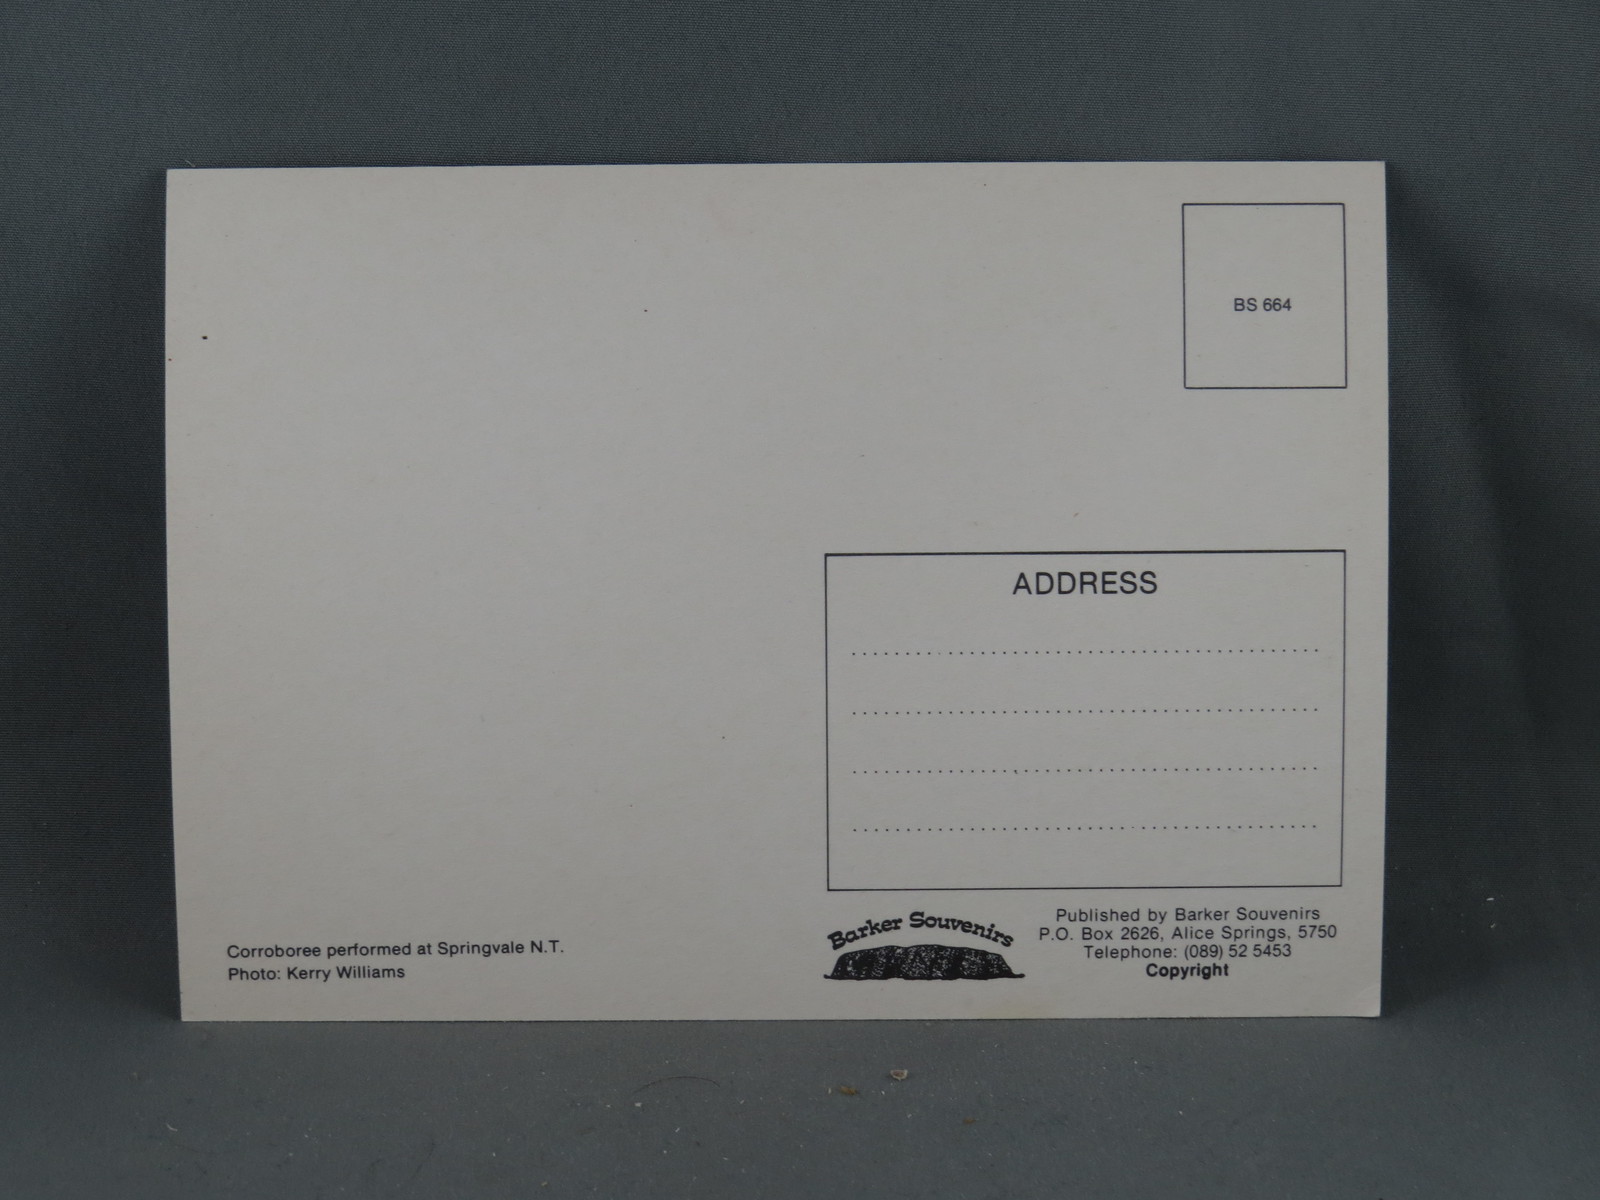 BS 664
ADDRESS
Corroboree performed at Springvale N.T.
Photo: Kerry Williams
Barker Souvenirs
Published by Barker Souvenirs
P.O. Box 2626, Alice Springs, 5750
Telephone: (089) 52 5453
Copyright